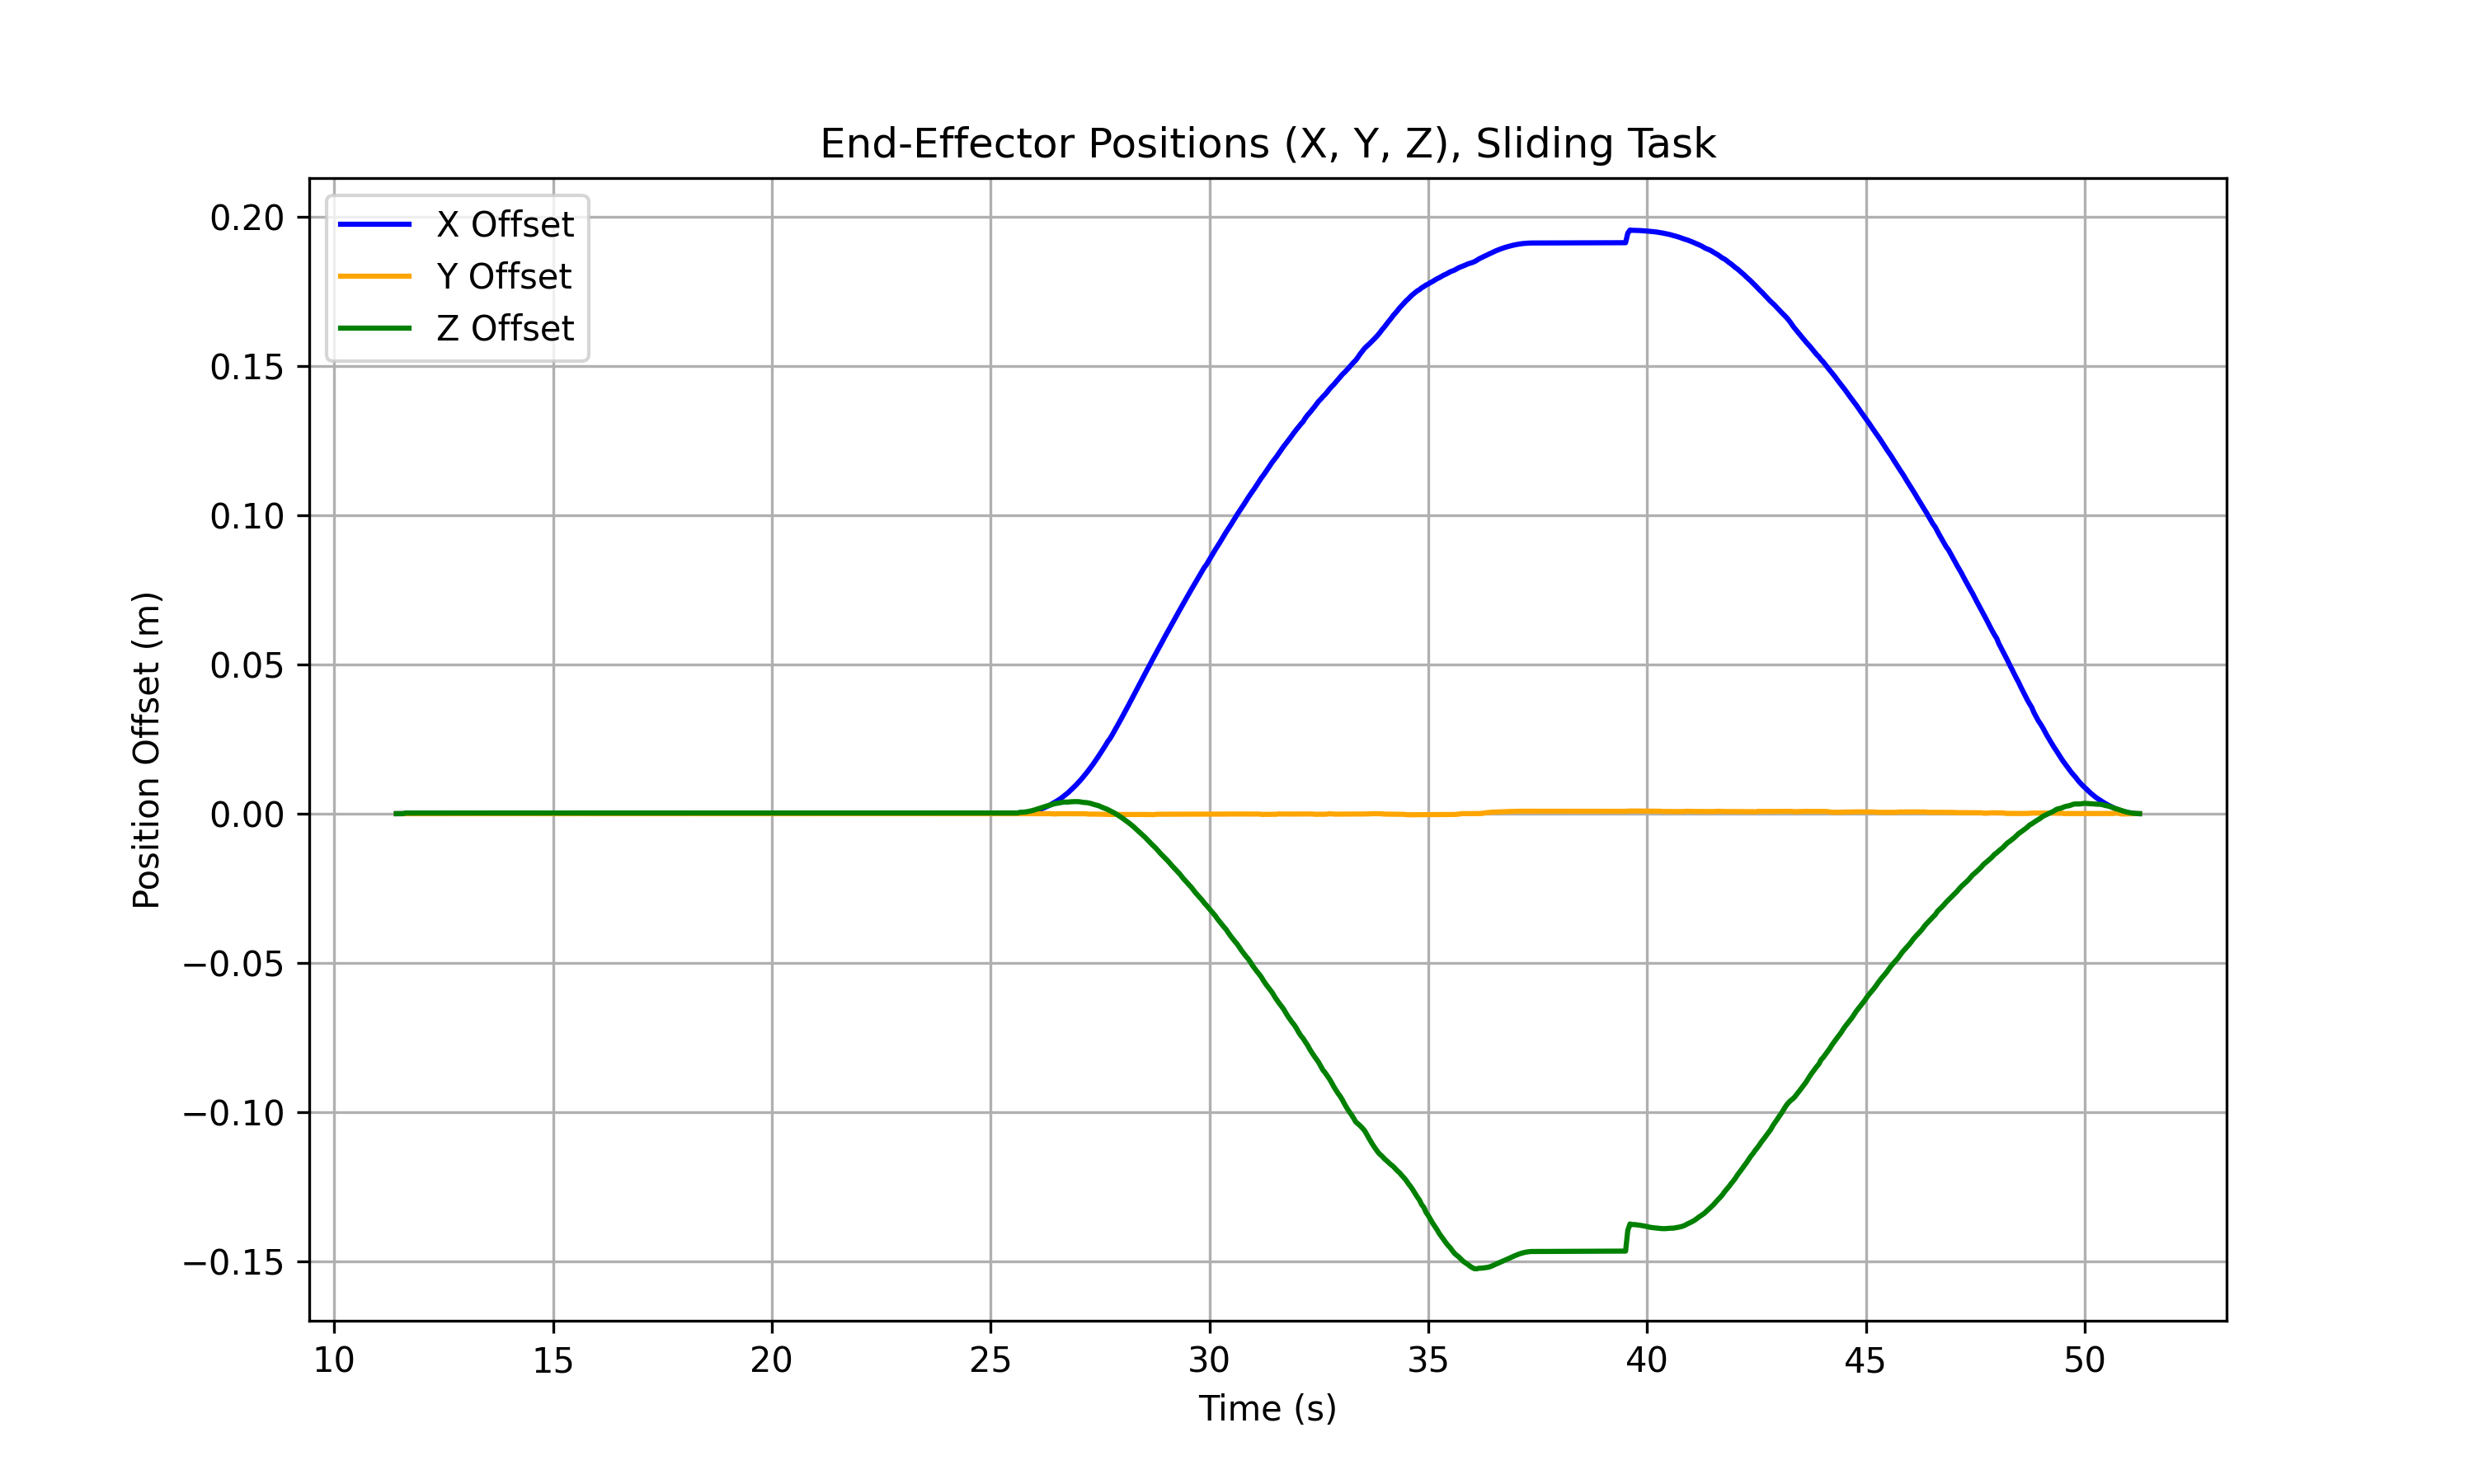 End-Effector Positions (X, Y, Z), Sliding Task
X Offset
Y Offset
Z Offset
0.20
0.15
0.10
0.05
0.00
−0.05
−0.10
−0.15
Position Offset (m)
10 15 20 25 30 35 40 45 50
Time (s)